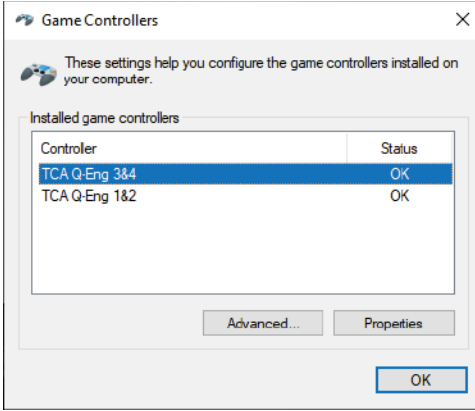 Game Controllers
These settings help you configure the game controllers installed on
your computer.
Installed game controllers
Controller Status
TCA Q-Eng 3&4 OK
TCA Q-Eng 1&2 OK
Advanced... Properties
OK